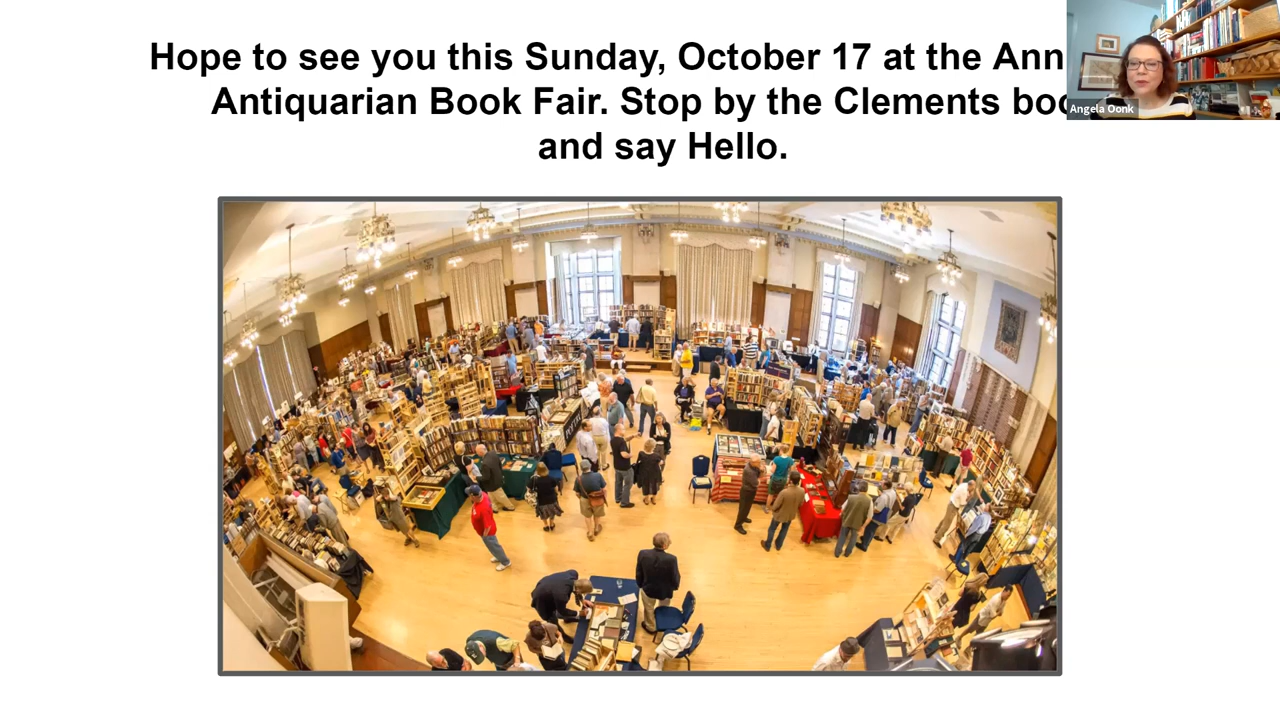 Hope to see you this Sunday, October 17 at the Ann
Antiquarian Book Fair. Stop by the Clements
and say Hello.
Angela Oonk